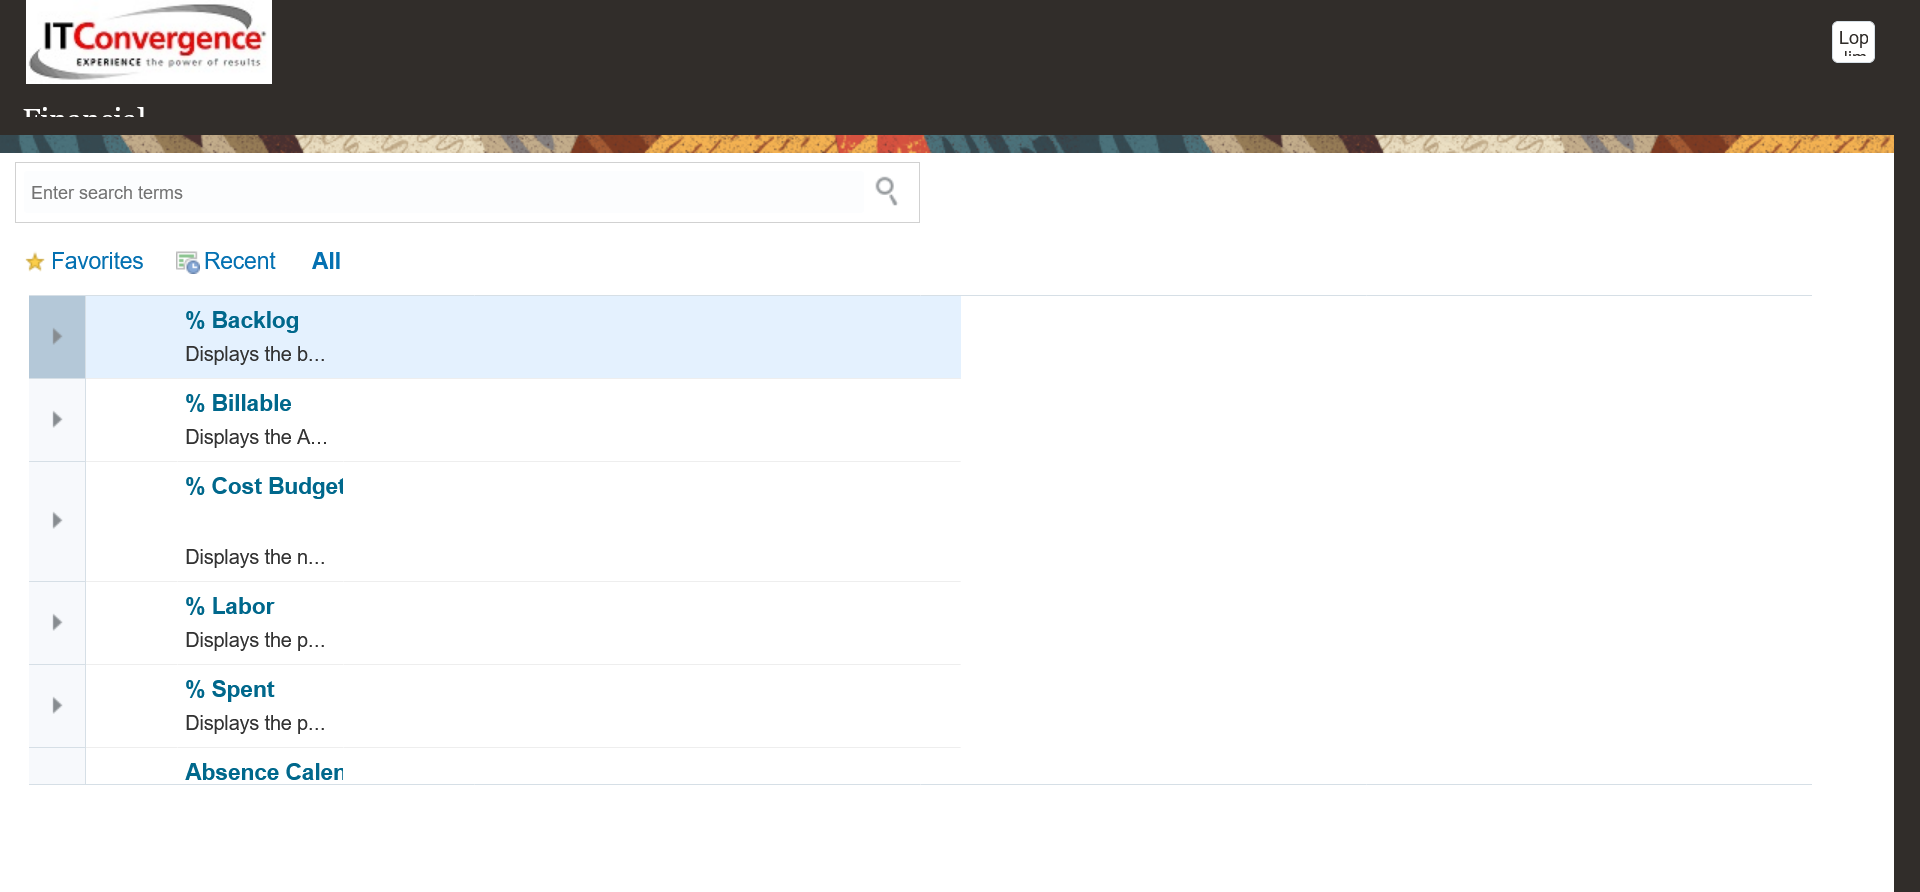 ITConvergence
EXPERIENCE the power of results
Lop
Financial
Enter search terms
Favorites
Recent
All
% Backlog
Displays the b...
% Billable
Displays the A...
% Cost Budget
Displays the n...
% Labor
Displays the p...
% Spent
Displays the p...
Absence Calen